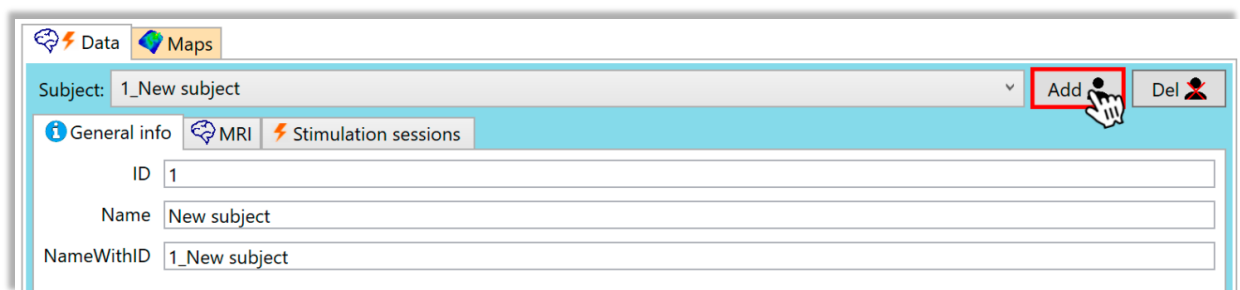 Data Maps
Subject: 1_New subject Add Del
General info MRI Stimulation sessions
ID 1
Name New subject
NameWithID 1_New subject